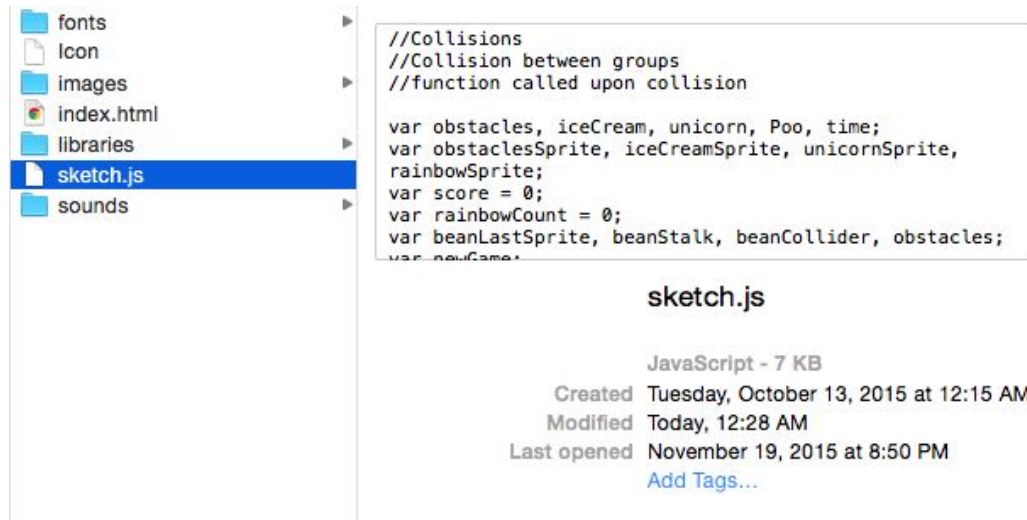 fonts
Icon
images
index.html
libraries
sketch.js
sounds
//Collisions
//Collision between groups
//function called upon collision
var obstacles, iceCream, unicorn, Poo, time;
var obstaclesSprite, iceCreamSprite, unicornSprite,
rainbowSprite;
var score = 0;
var rainbowCount = 0;
var beanLastSprite, beanStalk, beanCollider, obstacles;
var newGame;
sketch.js
JavaScript - 7 KB
Created Tuesday, October 13, 2015 at 12:15 AM
Modified Today, 12:28 AM
Last opened November 19, 2015 at 8:50 PM
Add Tags...